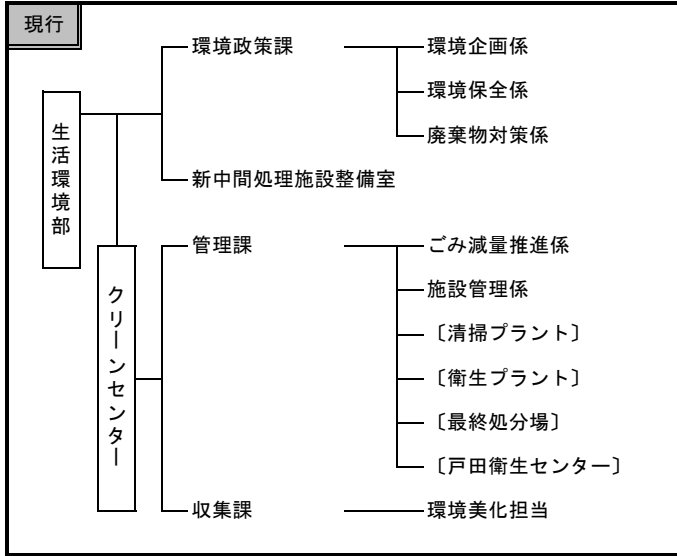 現行
生活環境部
環境政策課
環境企画係
環境保全係
廃棄物対策係
新中間処理施設整備室
クリーンセンター
管理課
ごみ減量推進係
施設管理係
〔清掃プラント〕
〔衛生プラント〕
〔最終処分場〕
〔戸田衛生センター〕
収集課
環境美化担当